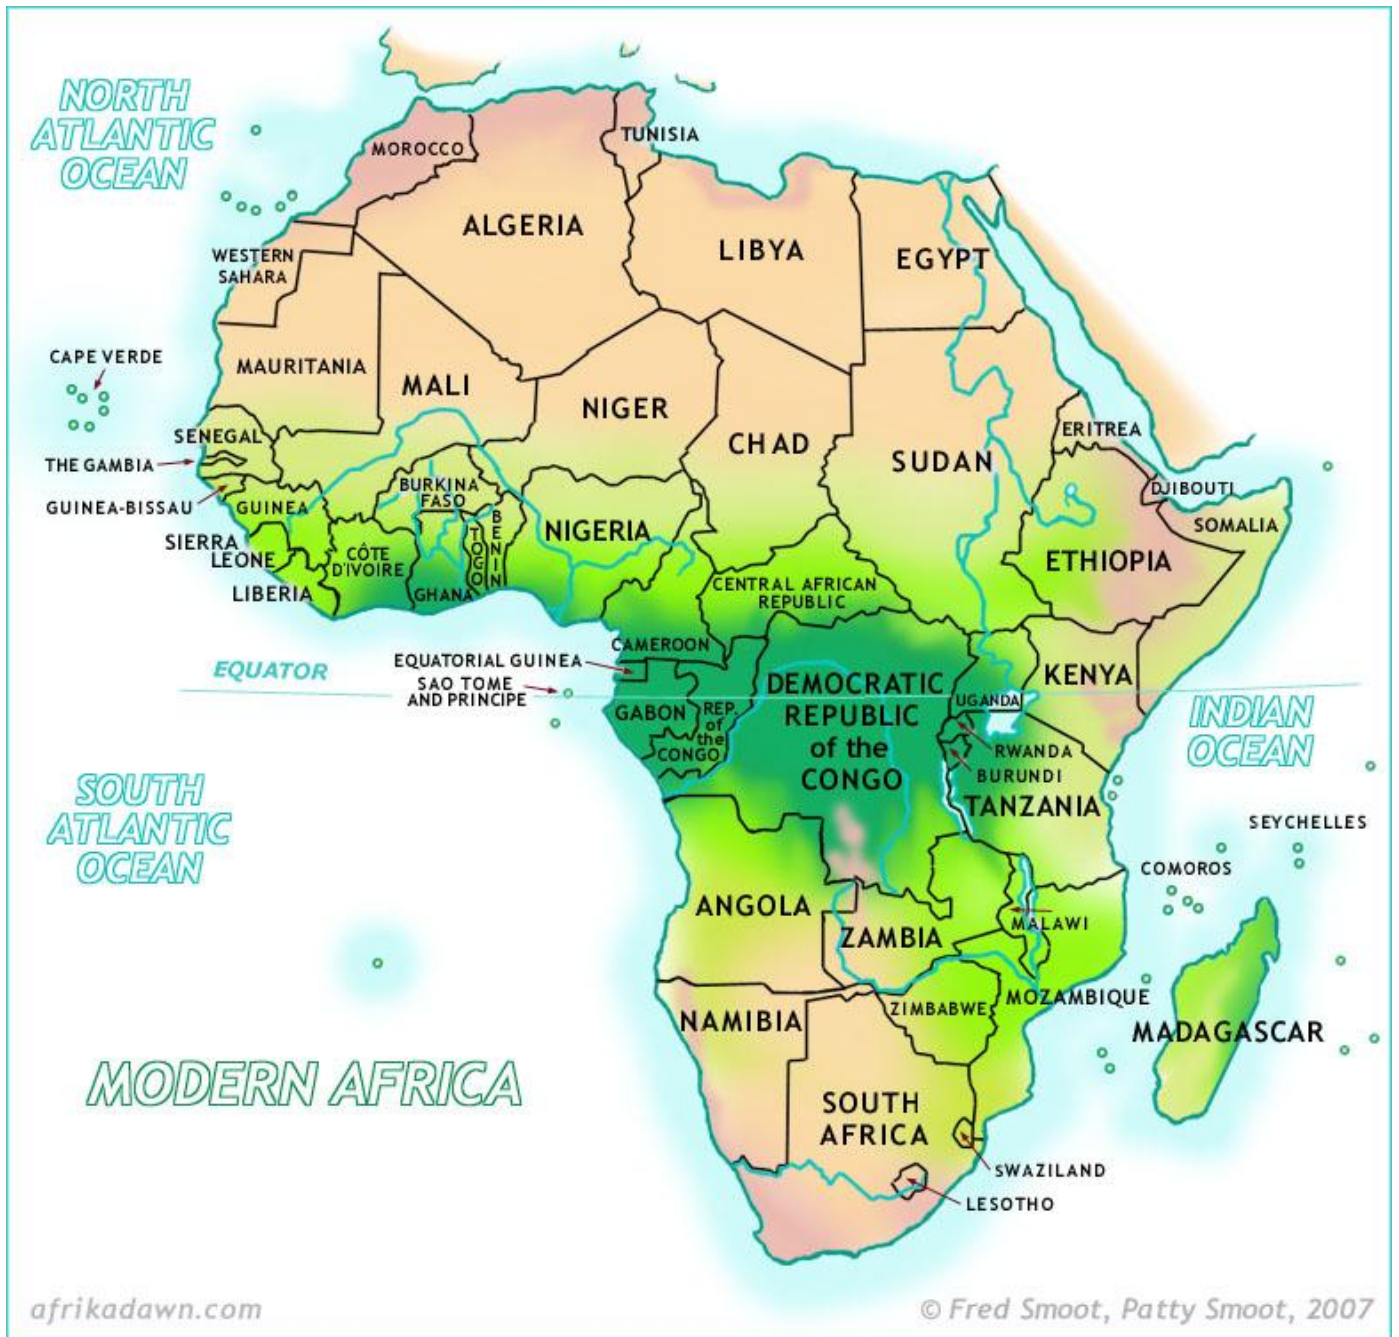 NORTH
ATLANTIC
OCEAN
TUNISIA
MOROCCO
ALGERIA
LIBYA
EGYPT
WESTERN
SAHARA
CAPE VERDE
MAURITANIA
MALI
NIGER
CHAD
SUDAN
ERITREA
SENEGAL
THE GAMBIA
GUINEA-BISSAU
GUINEA
BURKINA
FASO
BENIN
TOGO
NIGERIA
DJIBOUTI
SOMALIA
ETHIOPIA
SIERRA
LEONE
CÔTE
D'IVOIRE
LIBERIA
GHANA
CENTRAL AFRICAN
REPUBLIC
CAMEROON
EQUATOR
EQUATORIAL GUINEA
SAO TOME
AND PRINCIPE
GABON
REP.
of
the
CONGO
DEMOCRATIC
REPUBLIC
of the
CONGO
UGANDA
KENYA
INDIAN
OCEAN
RWANDA
BURUNDI
TANZANIA
SOUTH
ATLANTIC
OCEAN
SEYCHELLES
COMOROS
ANGOLA
ZAMBIA
MALAWI
MOZAMBIQUE
ZIMBABWE
NAMIBIA
MADAGASCAR
MODERN AFRICA
SOUTH
AFRICA
SWAZILAND
LESOTHO
afrikadawn.com
© Fred Smoot, Patty Smoot, 2007